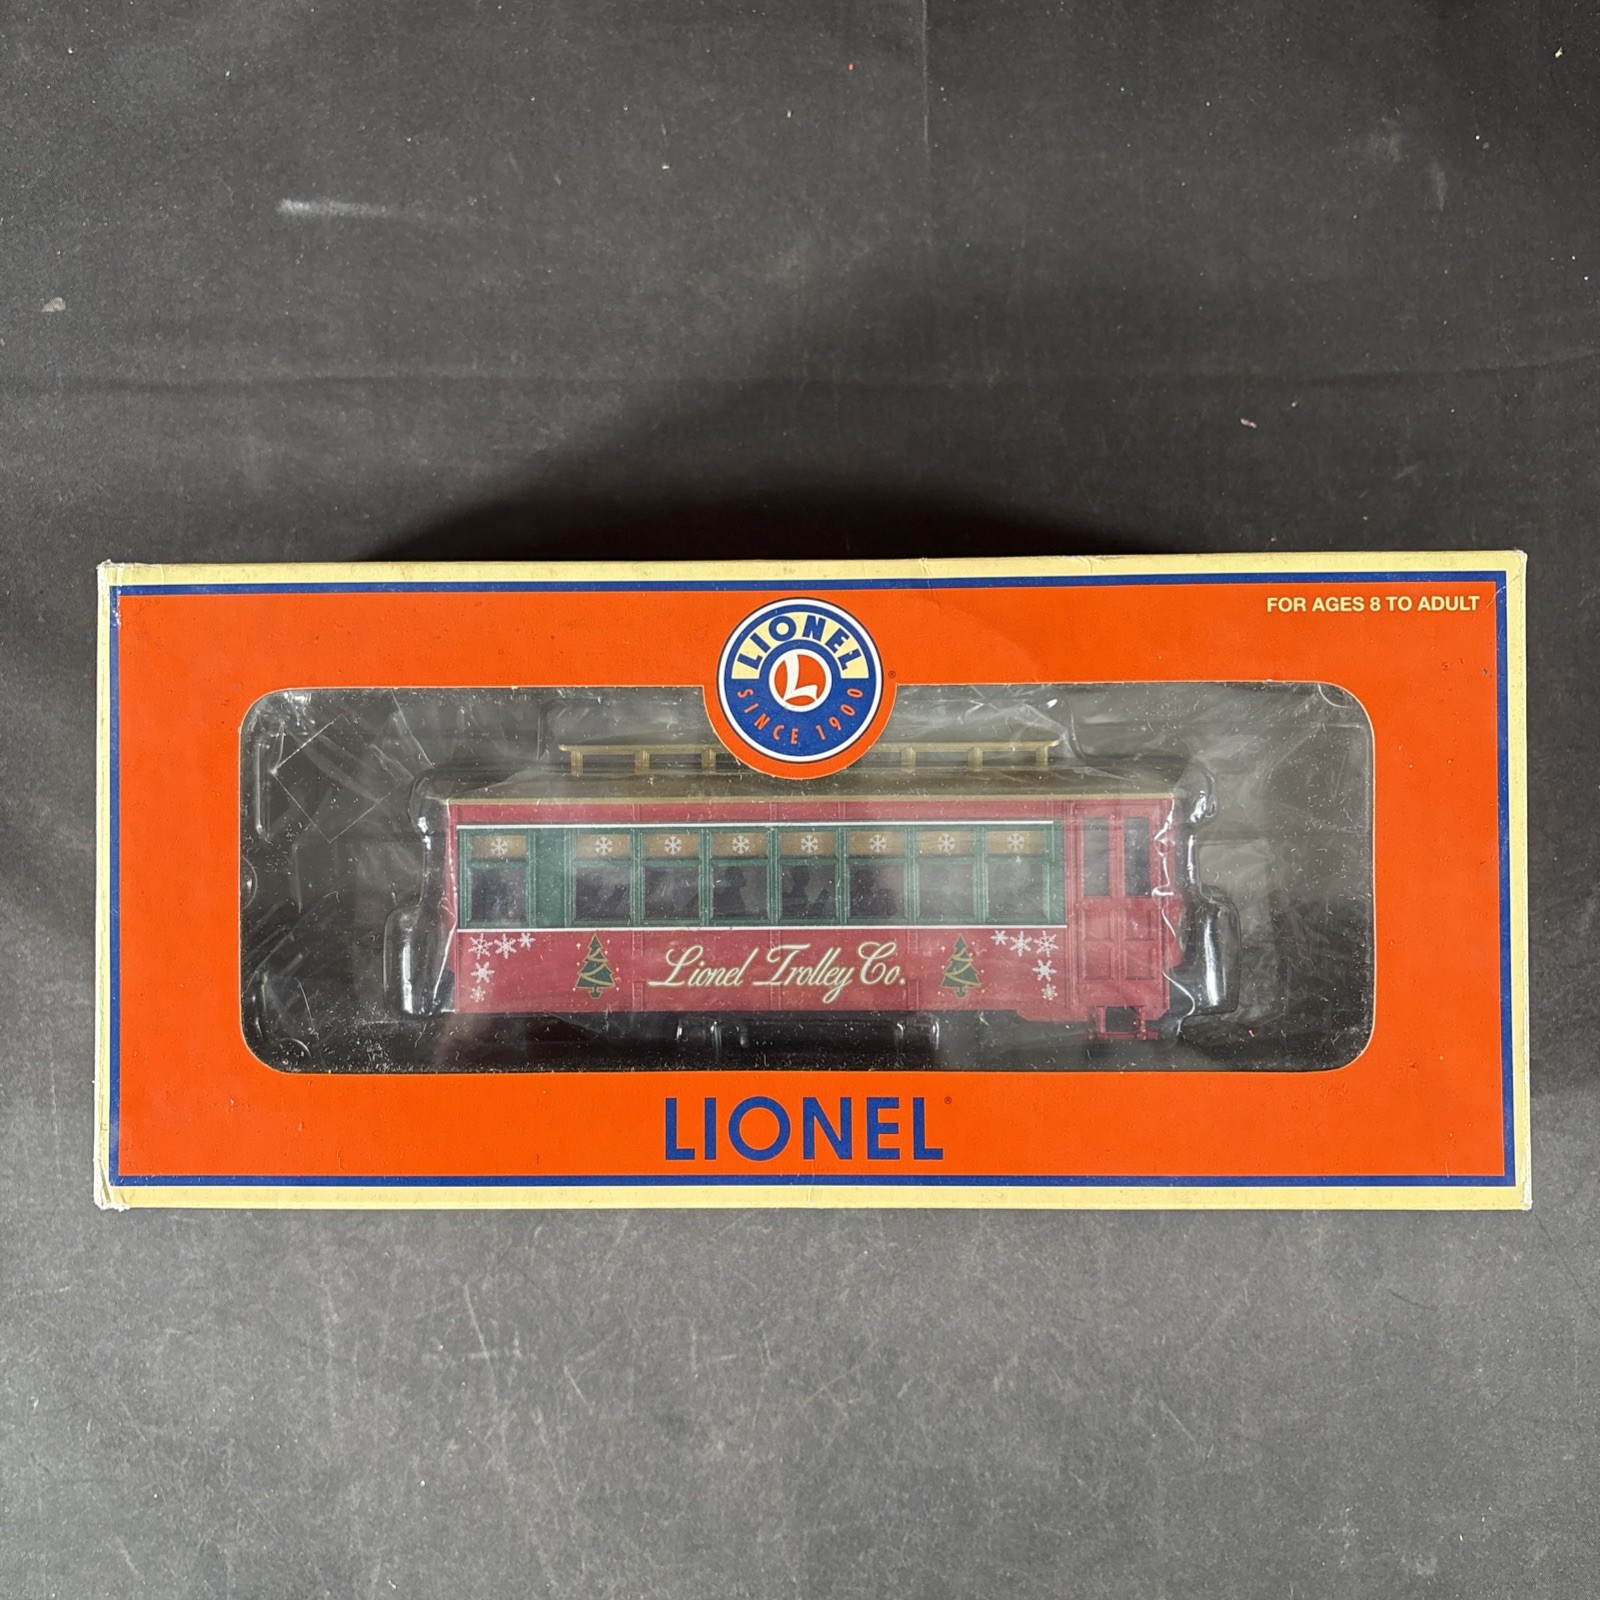 FOR AGES 8 TO ADULT
LIONEL
L
SINCE 1900
®
Lionel Trolley Co.
LIONEL®